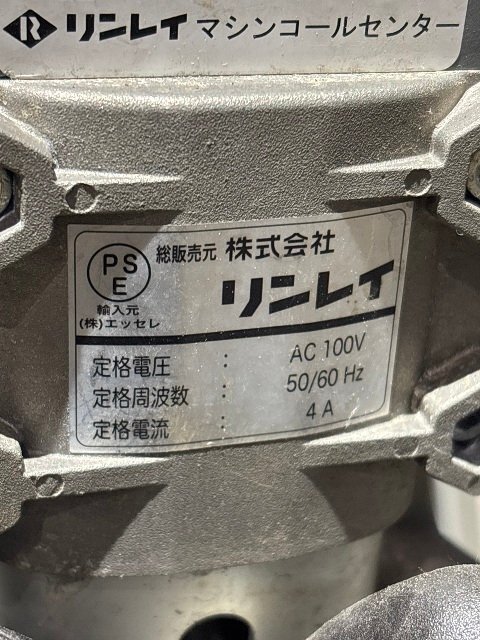 R リンレイ マシンコールセンター
PS
E
総販売元 株式会社
リンレイ
輸入元
(株)エッセレ
定格電圧 : AC 100V
定格周波数 : 50/60 Hz
定格電流 : 4 A